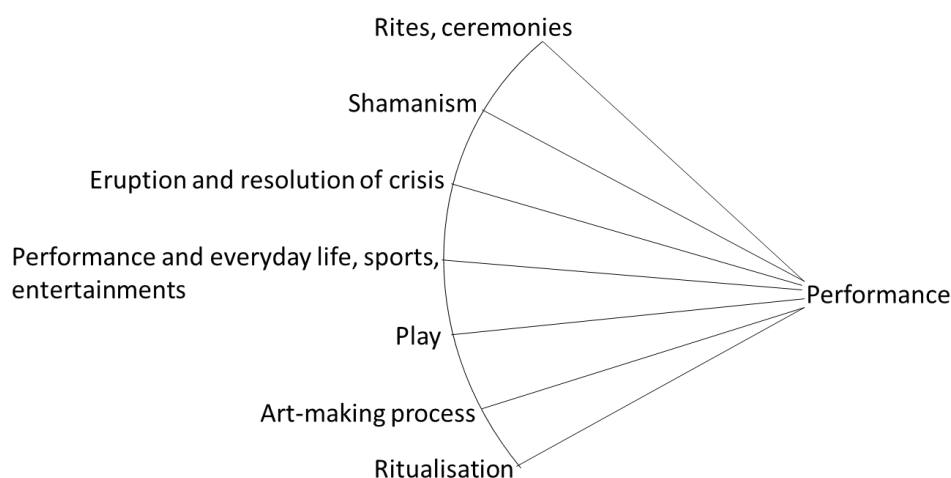 Rites, ceremonies
Shamanism
Eruption and resolution of crisis
Performance and everyday life, sports,
entertainments
Performance
Play
Art-making process
Ritualisation